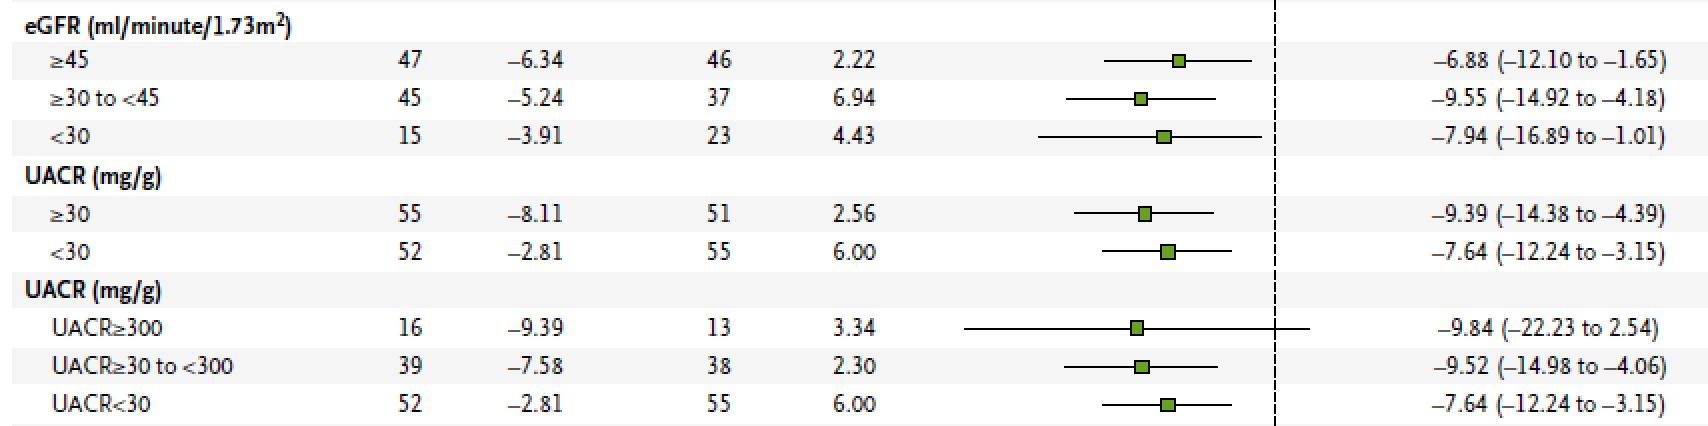 eGFR (ml/minute/1.73m²)
≥45 47 –6.34 46 2.22 –6.88 (–12.10 to –1.65)
≥30 to <45 45 –5.24 37 6.94 –9.55 (–14.92 to –4.18)
<30 15 –3.91 23 4.43 –7.94 (–16.89 to –1.01)
UACR (mg/g)
≥30 55 –8.11 51 2.56 –9.39 (–14.38 to –4.39)
<30 52 –2.81 55 6.00 –7.64 (–12.24 to –3.15)
UACR (mg/g)
UACR≥300 16 –9.39 13 3.34 –9.84 (–22.23 to 2.54)
UACR≥30 to <300 39 –7.58 38 2.30 –9.52 (–14.98 to –4.06)
UACR<30 52 –2.81 55 6.00 –7.64 (–12.24 to –3.15)